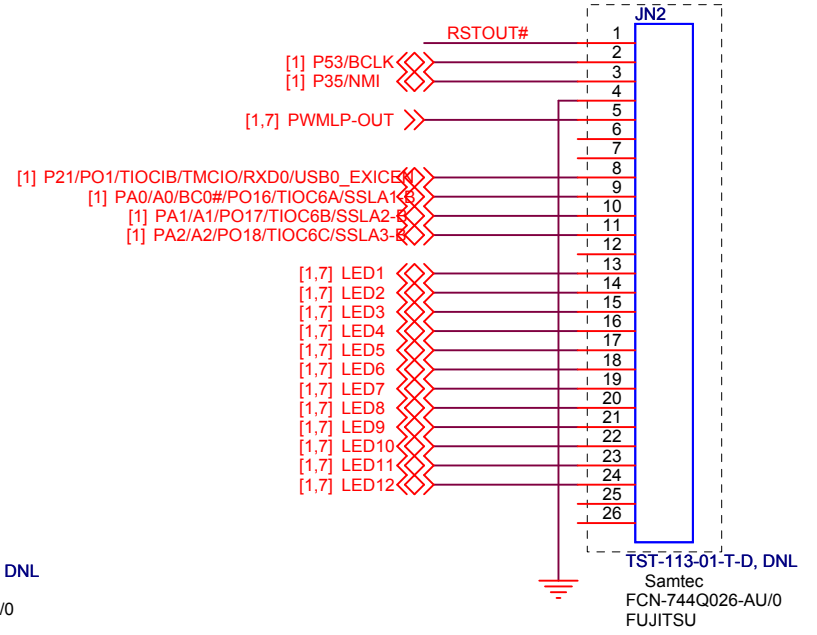 JN2
RSTOUT# 1
[1] P53/BCLK 2
[1] P35/NMI 3
4
[1,7] PWMLP-OUT 5
6
7
[1] P21/PO1/TIOCIB/TMCIO/RXD0/USB0_EXICEN 8
[1] PA0/A0/BC0#/PO16/TIOC6A/SSLA1-B 9
[1] PA1/A1/PO17/TIOC6B/SSLA2-B 10
[1] PA2/A2/PO18/TIOC6C/SSLA3-B 11
12
[1,7] LED1 13
[1,7] LED2 14
[1,7] LED3 15
[1,7] LED4 16
[1,7] LED5 17
[1,7] LED6 18
[1,7] LED7 19
[1,7] LED8 20
[1,7] LED9 21
[1,7] LED10 22
[1,7] LED11 23
[1,7] LED12 24
25
26
TST-113-01-T-D, DNL
DNL
Samtec
/0
FCN-744Q026-AU/0
FUJITSU